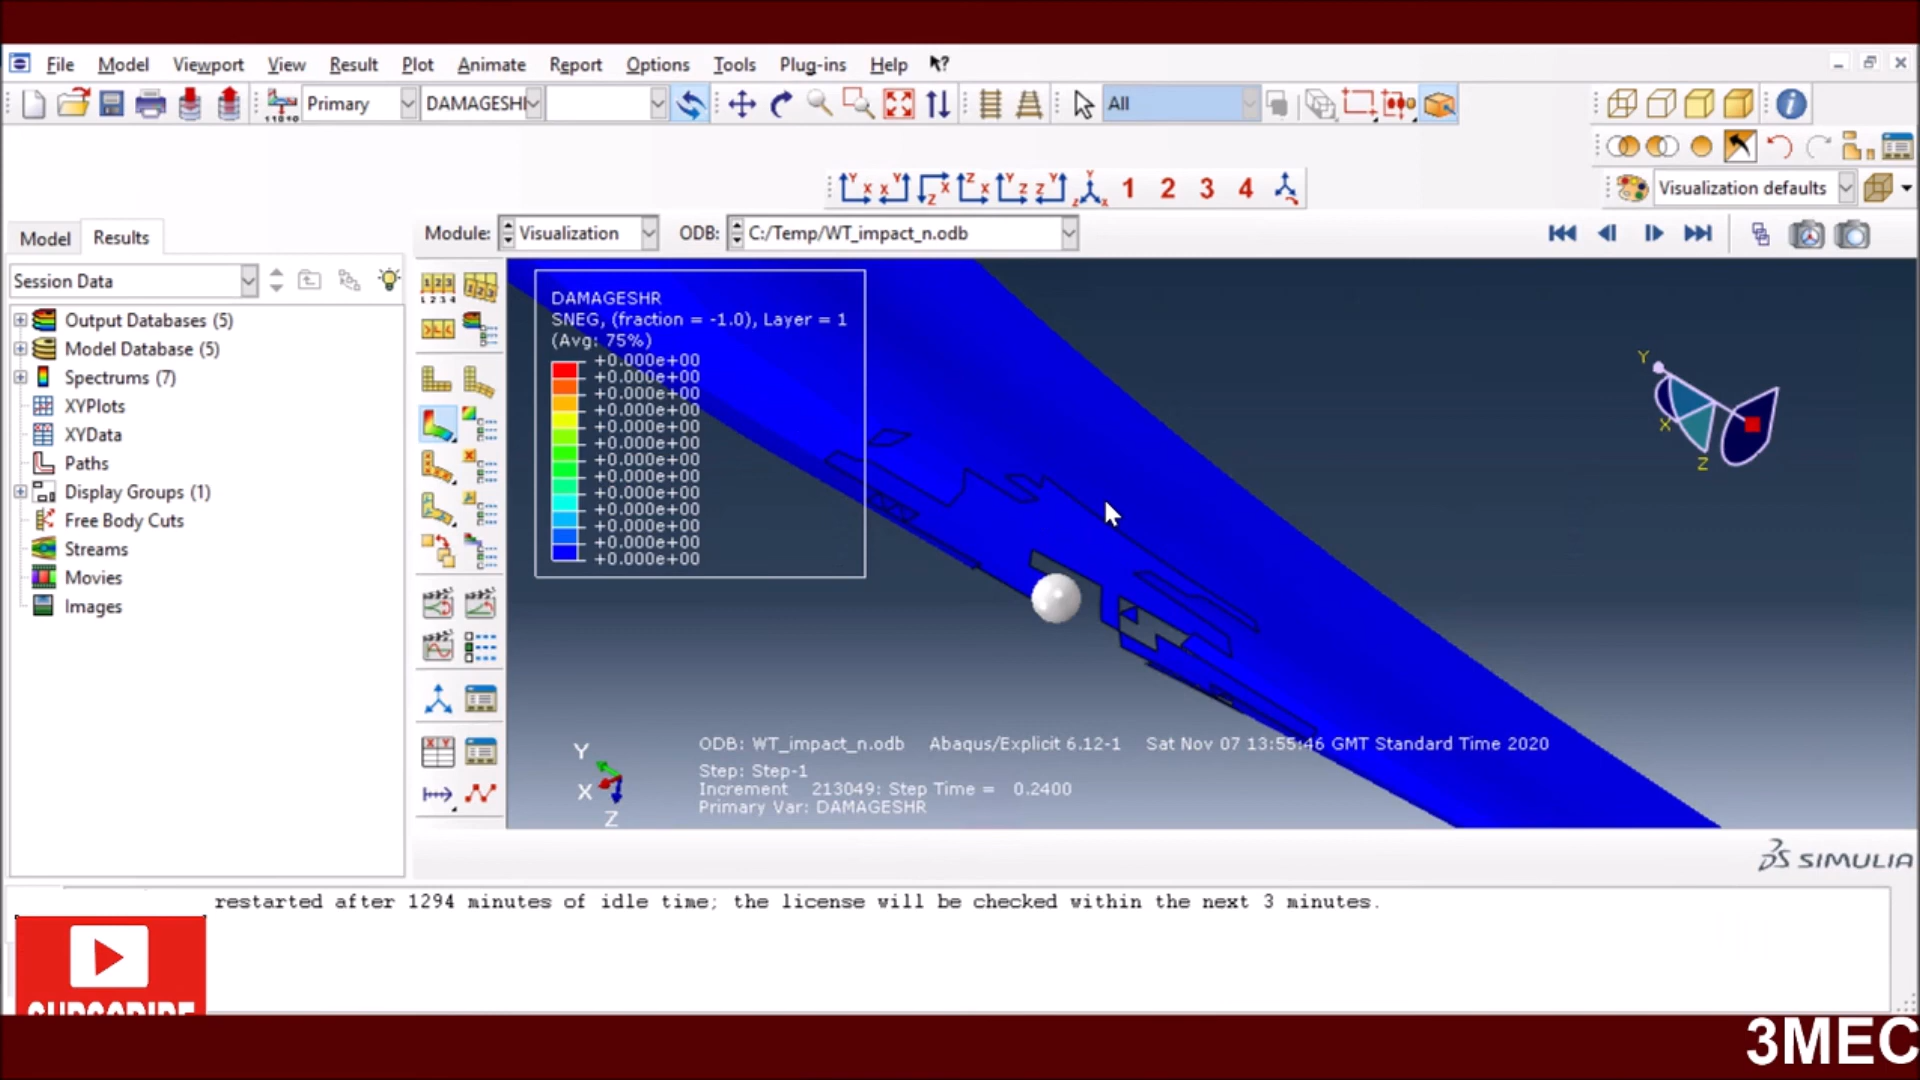 File Model Viewport View Result Plot Animate Report Options Tools Plug-ins Help
Primary DAMAGESH All
1 2 3 4
Visualization defaults
Model Results
Module: Visualization ODB: C:/Temp/WT_impact_n.odb
Session Data
Output Databases (5)
Model Database (5)
Spectrums (7)
XYPlots
XYData
Paths
Display Groups (1)
Free Body Cuts
Streams
Movies
Images
DAMAGESHR
SNEG, (fraction = -1.0), Layer = 1
(Avg: 75%)
+0.000e+00
+0.000e+00
+0.000e+00
+0.000e+00
+0.000e+00
+0.000e+00
+0.000e+00
+0.000e+00
+0.000e+00
+0.000e+00
+0.000e+00
+0.000e+00
+0.000e+00
Y
X
Z
Y
X
Z
ODB: WT_impact_n.odb Abaqus/Explicit 6.12-1 Sat Nov 07 13:55:46 GMT Standard Time 2020
Step: Step-1
Increment 213049: Step Time = 0.2400
Primary Var: DAMAGESHR
SIMULIA
restarted after 1294 minutes of idle time; the license will be checked within the next 3 minutes.
SUBSCRIBE
3MEC